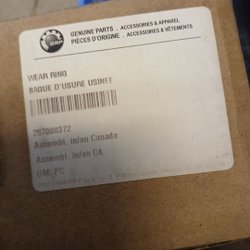 brp
GENUINE PARTS, ACCESSORIES & APPAREL
PIÈCES D'ORIGINE, ACCESSOIRES & VÊTEMENTS
WEAR RING
BAGUE D'USURE USINEE
267000372
Assembl. in/au Canada
Assembl. in/au CA
UM: PC